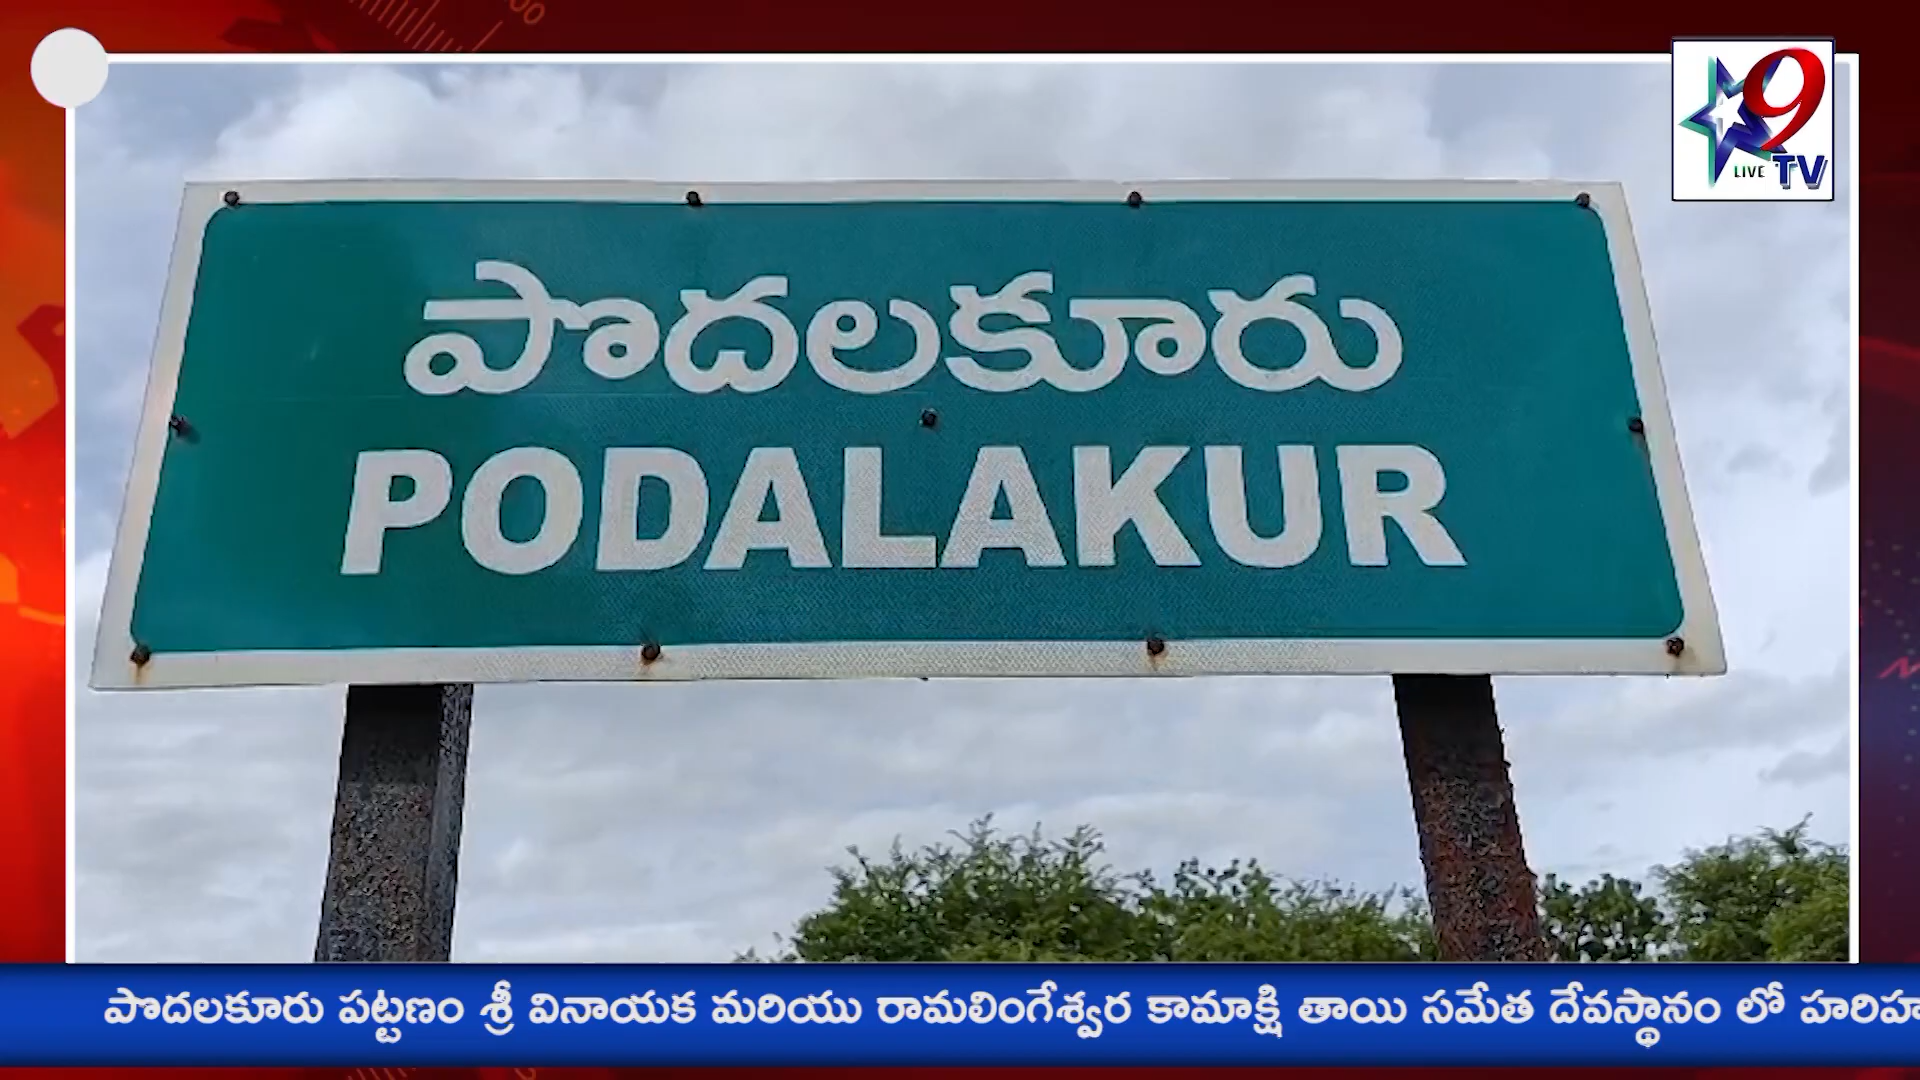 9
LIVE TV
పొదలకూరు
PODALAKUR
పొదలకూరు పట్టణం శ్రీ వినాయక మరియు రామలింగేశ్వర కామాక్షి తాయి సమేత దేవస్థానం లో